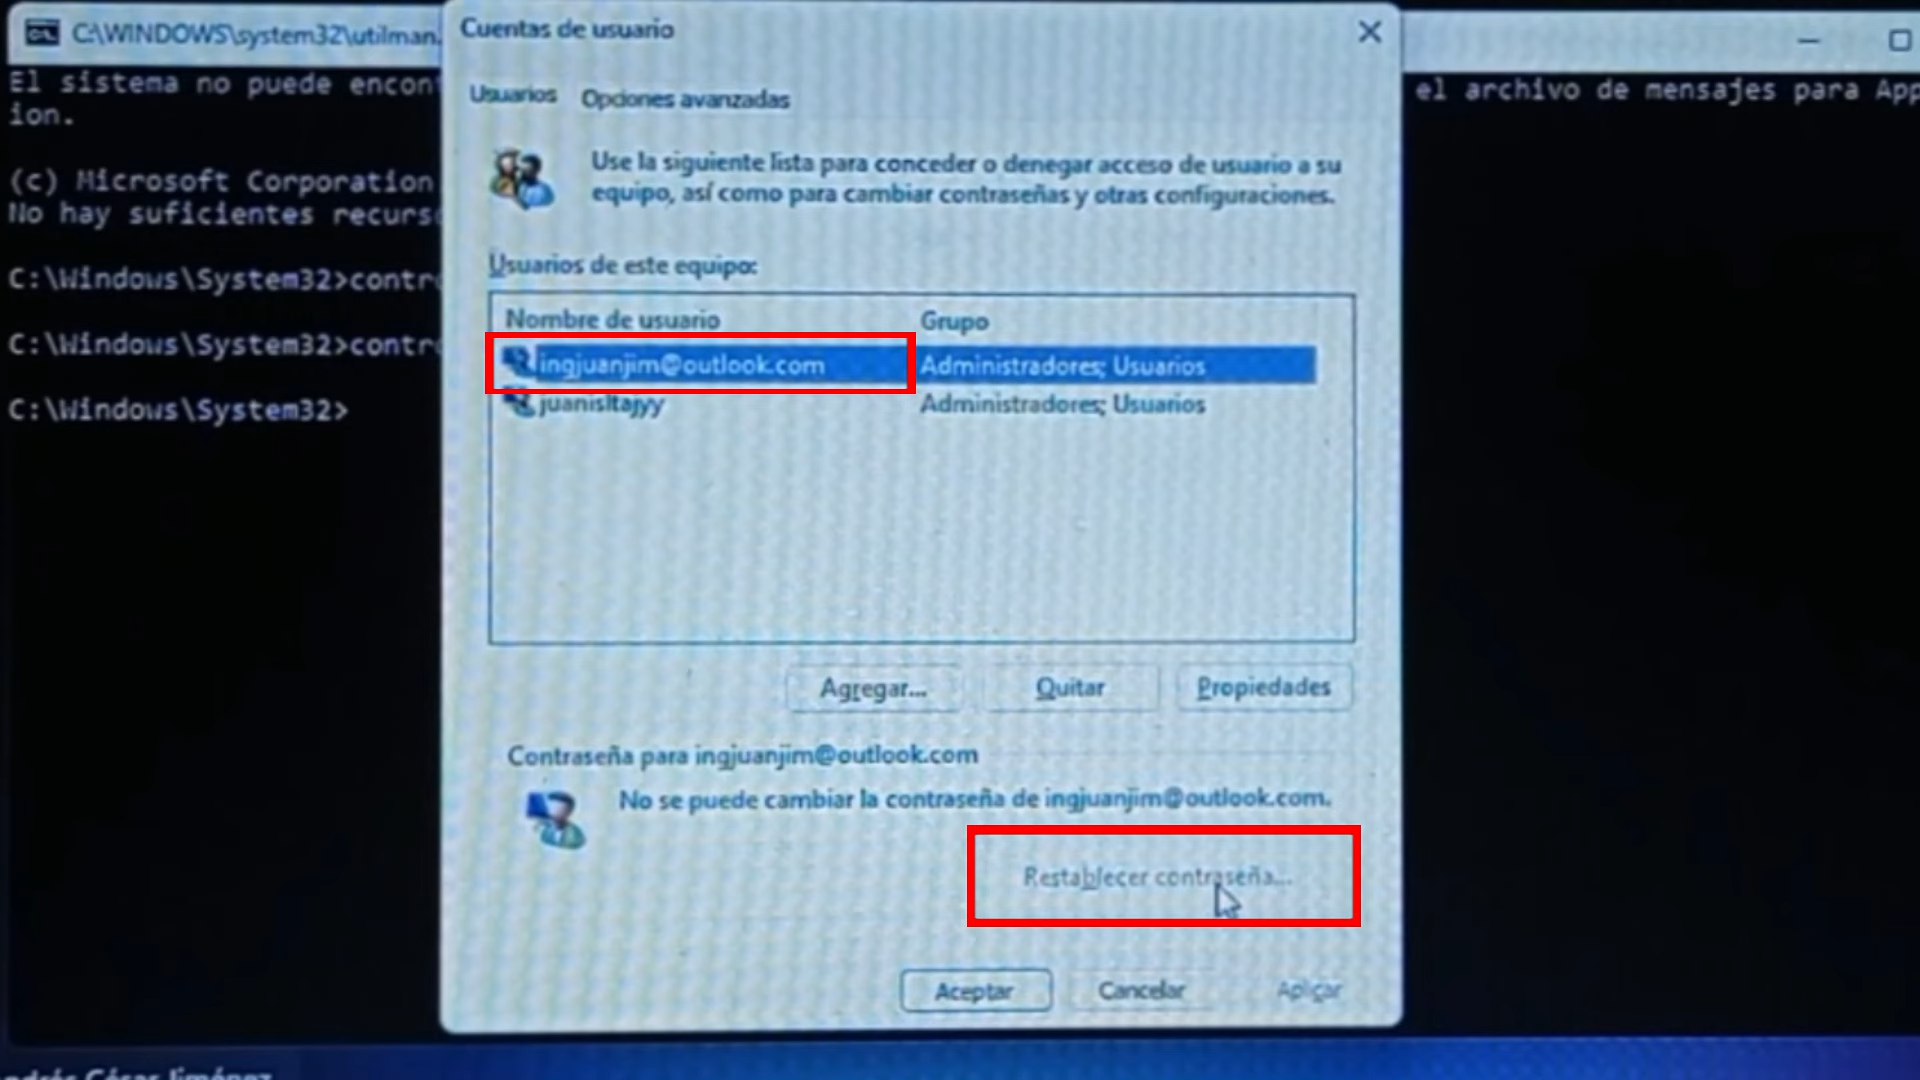 C:\WINDOWS\system32\utilman.
El sistema no puede encont
el archivo de mensajes para App
ion.
(c) Microsoft Corporation
No hay suficientes recurs
C:\Windows\System32>contr
C:\Windows\System32>contr
C:\Windows\System32>
Cuentas de usuario
Usuarios Opciones avanzadas
Use la siguiente lista para conceder o denegar acceso de usuario a su
equipo, así como para cambiar contraseñas y otras configuraciones.
Usuarios de este equipo:
Nombre de usuario Grupo
ingjuanjim@outlook.com Administradores; Usuarios
juanisltajyy Administradores; Usuarios
Agregar... Quitar Propiedades
Contraseña para ingjuanjim@outlook.com
No se puede cambiar la contraseña de ingjuanjim@outlook.com.
Restablecer contraseña...
Aceptar Cancelar Aplicar
César Jiménez